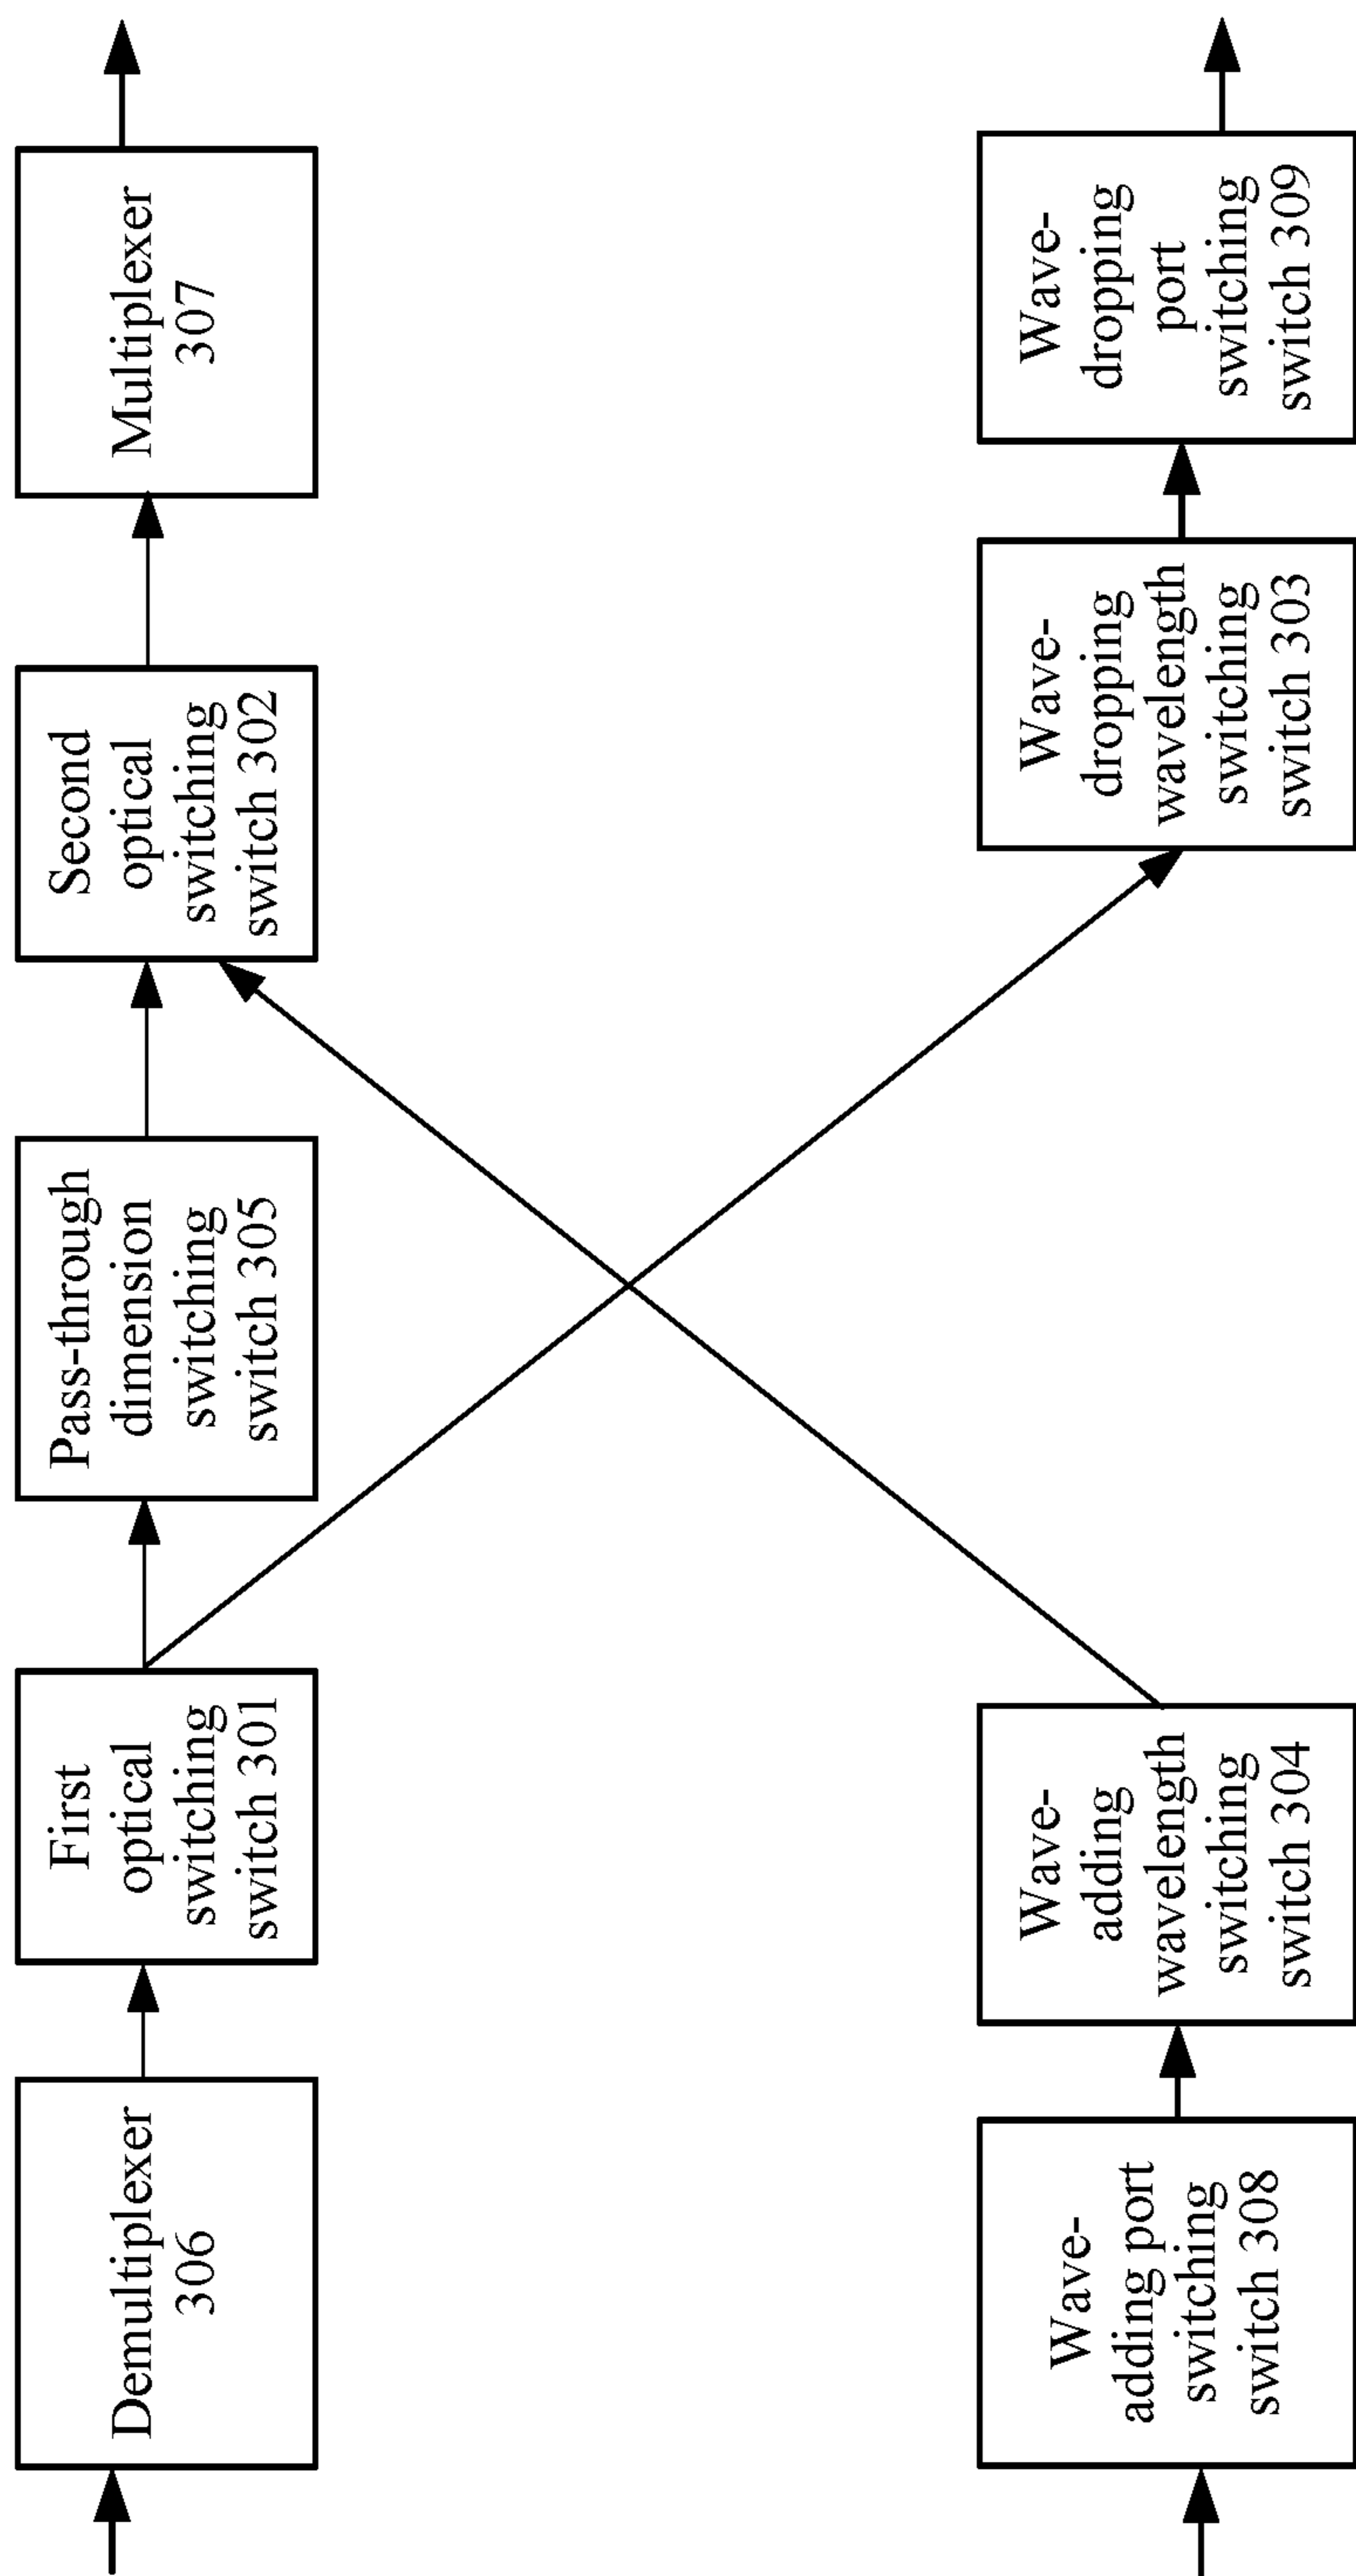 Demultiplexer
306
First
optical
switching
switch 301
Pass-through
dimension
switching
switch 305
Second
optical
switching
switch 302
Multiplexer
307
Wave-
adding port
switching
switch 308
Wave-
adding
wavelength
switching
switch 304
Wave-
dropping
wavelength
switching
switch 303
Wave-
dropping
port
switching
switch 309